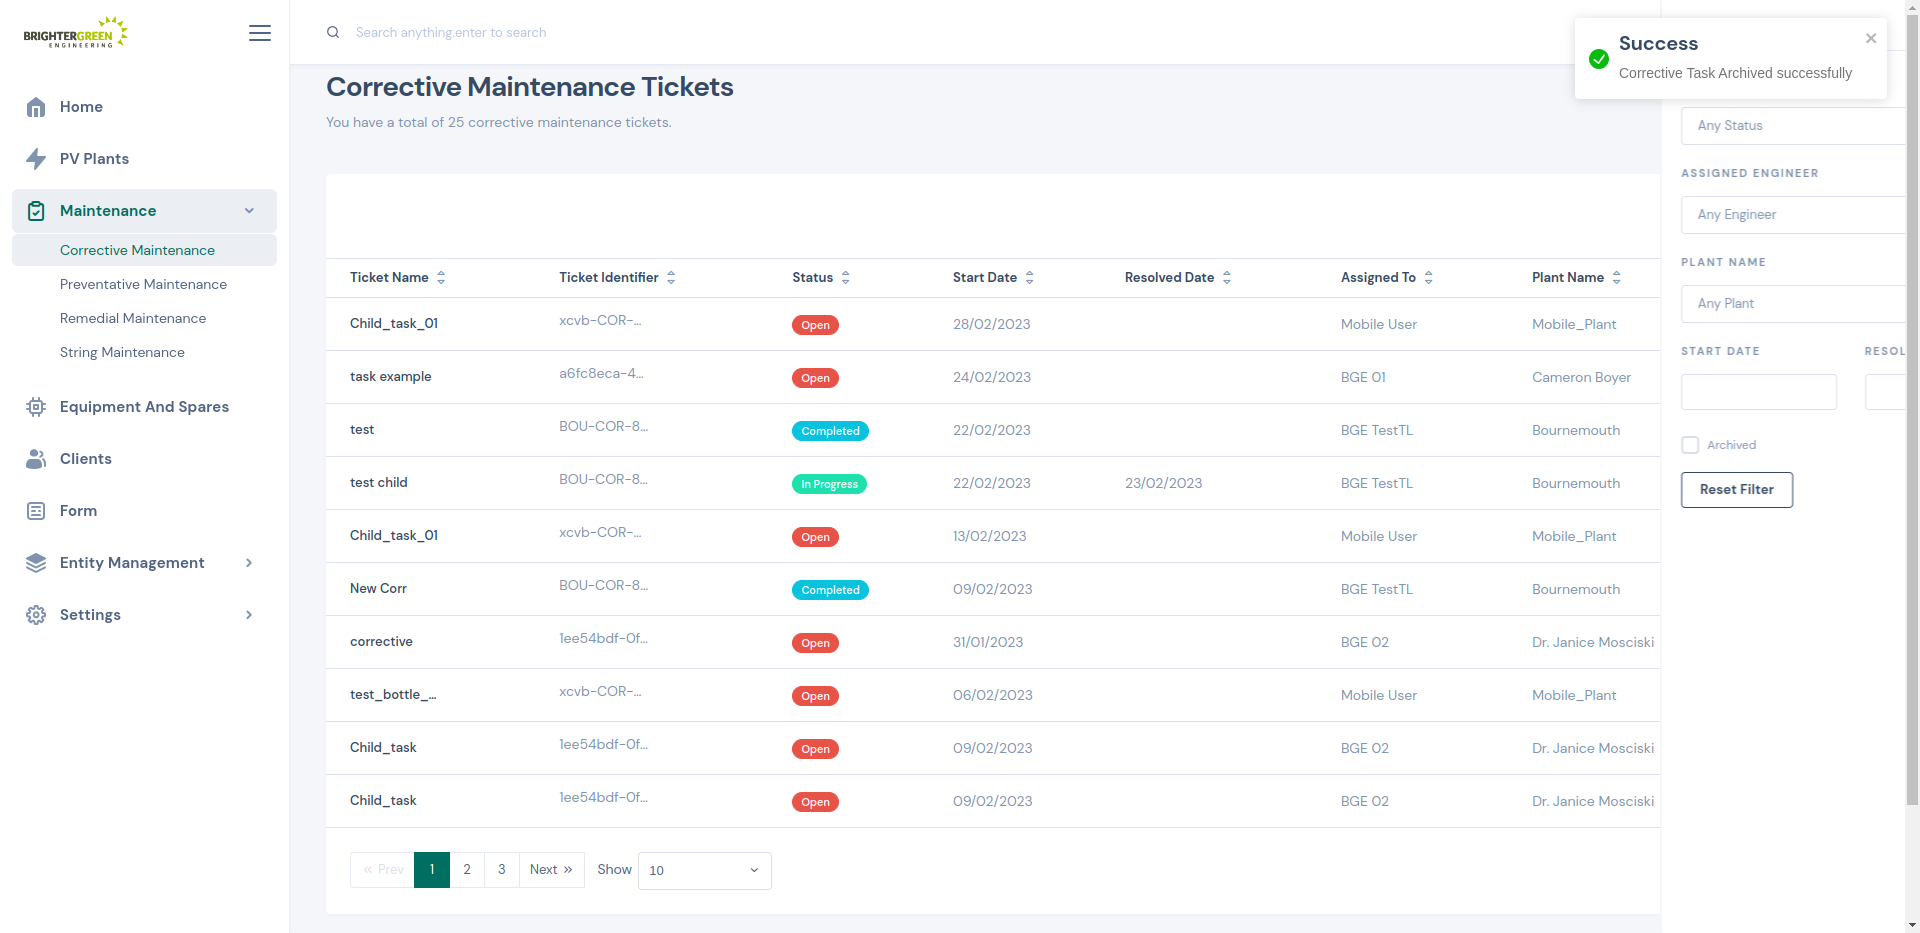 BRIGHTERGREEN
ENGINEERING
Home
PV Plants
Maintenance
Corrective Maintenance
Preventative Maintenance
Remedial Maintenance
String Maintenance
Equipment And Spares
Clients
Form
Entity Management
Settings
Search anything.enter to search
Corrective Maintenance Tickets
You have a total of 25 corrective maintenance tickets.
Ticket Name Ticket Identifier Status Start Date Resolved Date Assigned To Plant Name
Child_task_01 xcvb-COR-... Open 28/02/2023 Mobile User Mobile_Plant
task example a6fc8eca-4... Open 24/02/2023 BGE 01 Cameron Boyer
test BOU-COR-8... Completed 22/02/2023 BGE TestTL Bournemouth
test child BOU-COR-8... In Progress 22/02/2023 23/02/2023 BGE TestTL Bournemouth
Child_task_01 xcvb-COR-... Open 13/02/2023 Mobile User Mobile_Plant
New Corr BOU-COR-8... Completed 09/02/2023 BGE TestTL Bournemouth
corrective 1ee54bdf-0f... Open 31/01/2023 BGE 02 Dr. Janice Mosciski
test_bottle_... xcvb-COR-... Open 06/02/2023 Mobile User Mobile_Plant
Child_task 1ee54bdf-0f... Open 09/02/2023 BGE 02 Dr. Janice Mosciski
Child_task 1ee54bdf-0f... Open 09/02/2023 BGE 02 Dr. Janice Mosciski
« Prev 1 2 3 Next » Show 10
Success
Corrective Task Archived successfully
Any Status
ASSIGNED ENGINEER
Any Engineer
PLANT NAME
Any Plant
START DATE RESOL
Archived
Reset Filter